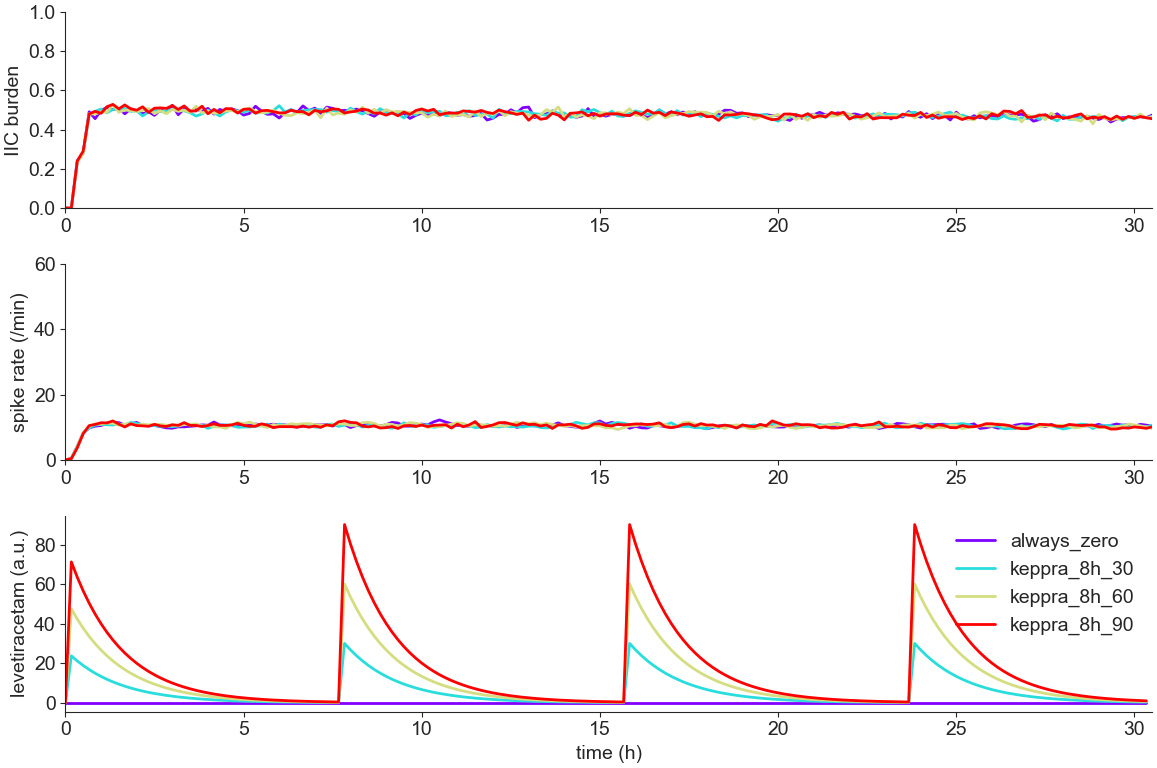 IIC burden
1.0
0.8
0.6
0.4
0.2
0.0
0 5 10 15 20 25 30
spike rate (/min)
60
40
20
0
0 5 10 15 20 25 30
levetiracetam (a.u.)
80
60
40
20
0
always_zero
keppra_8h_30
keppra_8h_60
keppra_8h_90
0 5 10 15 20 25 30
time (h)